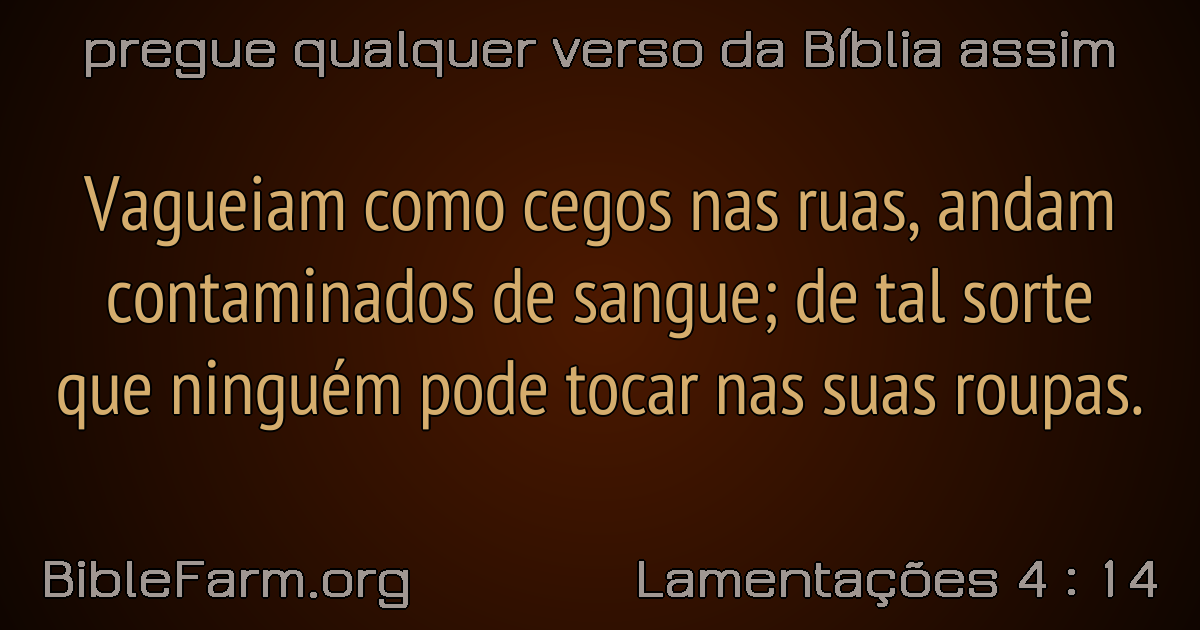 pregue qualquer verso da Bíblia assim
Vagueiam como cegos nas ruas, andam
contaminados de sangue; de tal sorte
que ninguém pode tocar nas suas roupas.
BibleFarm.org
Lamentações 4 : 14